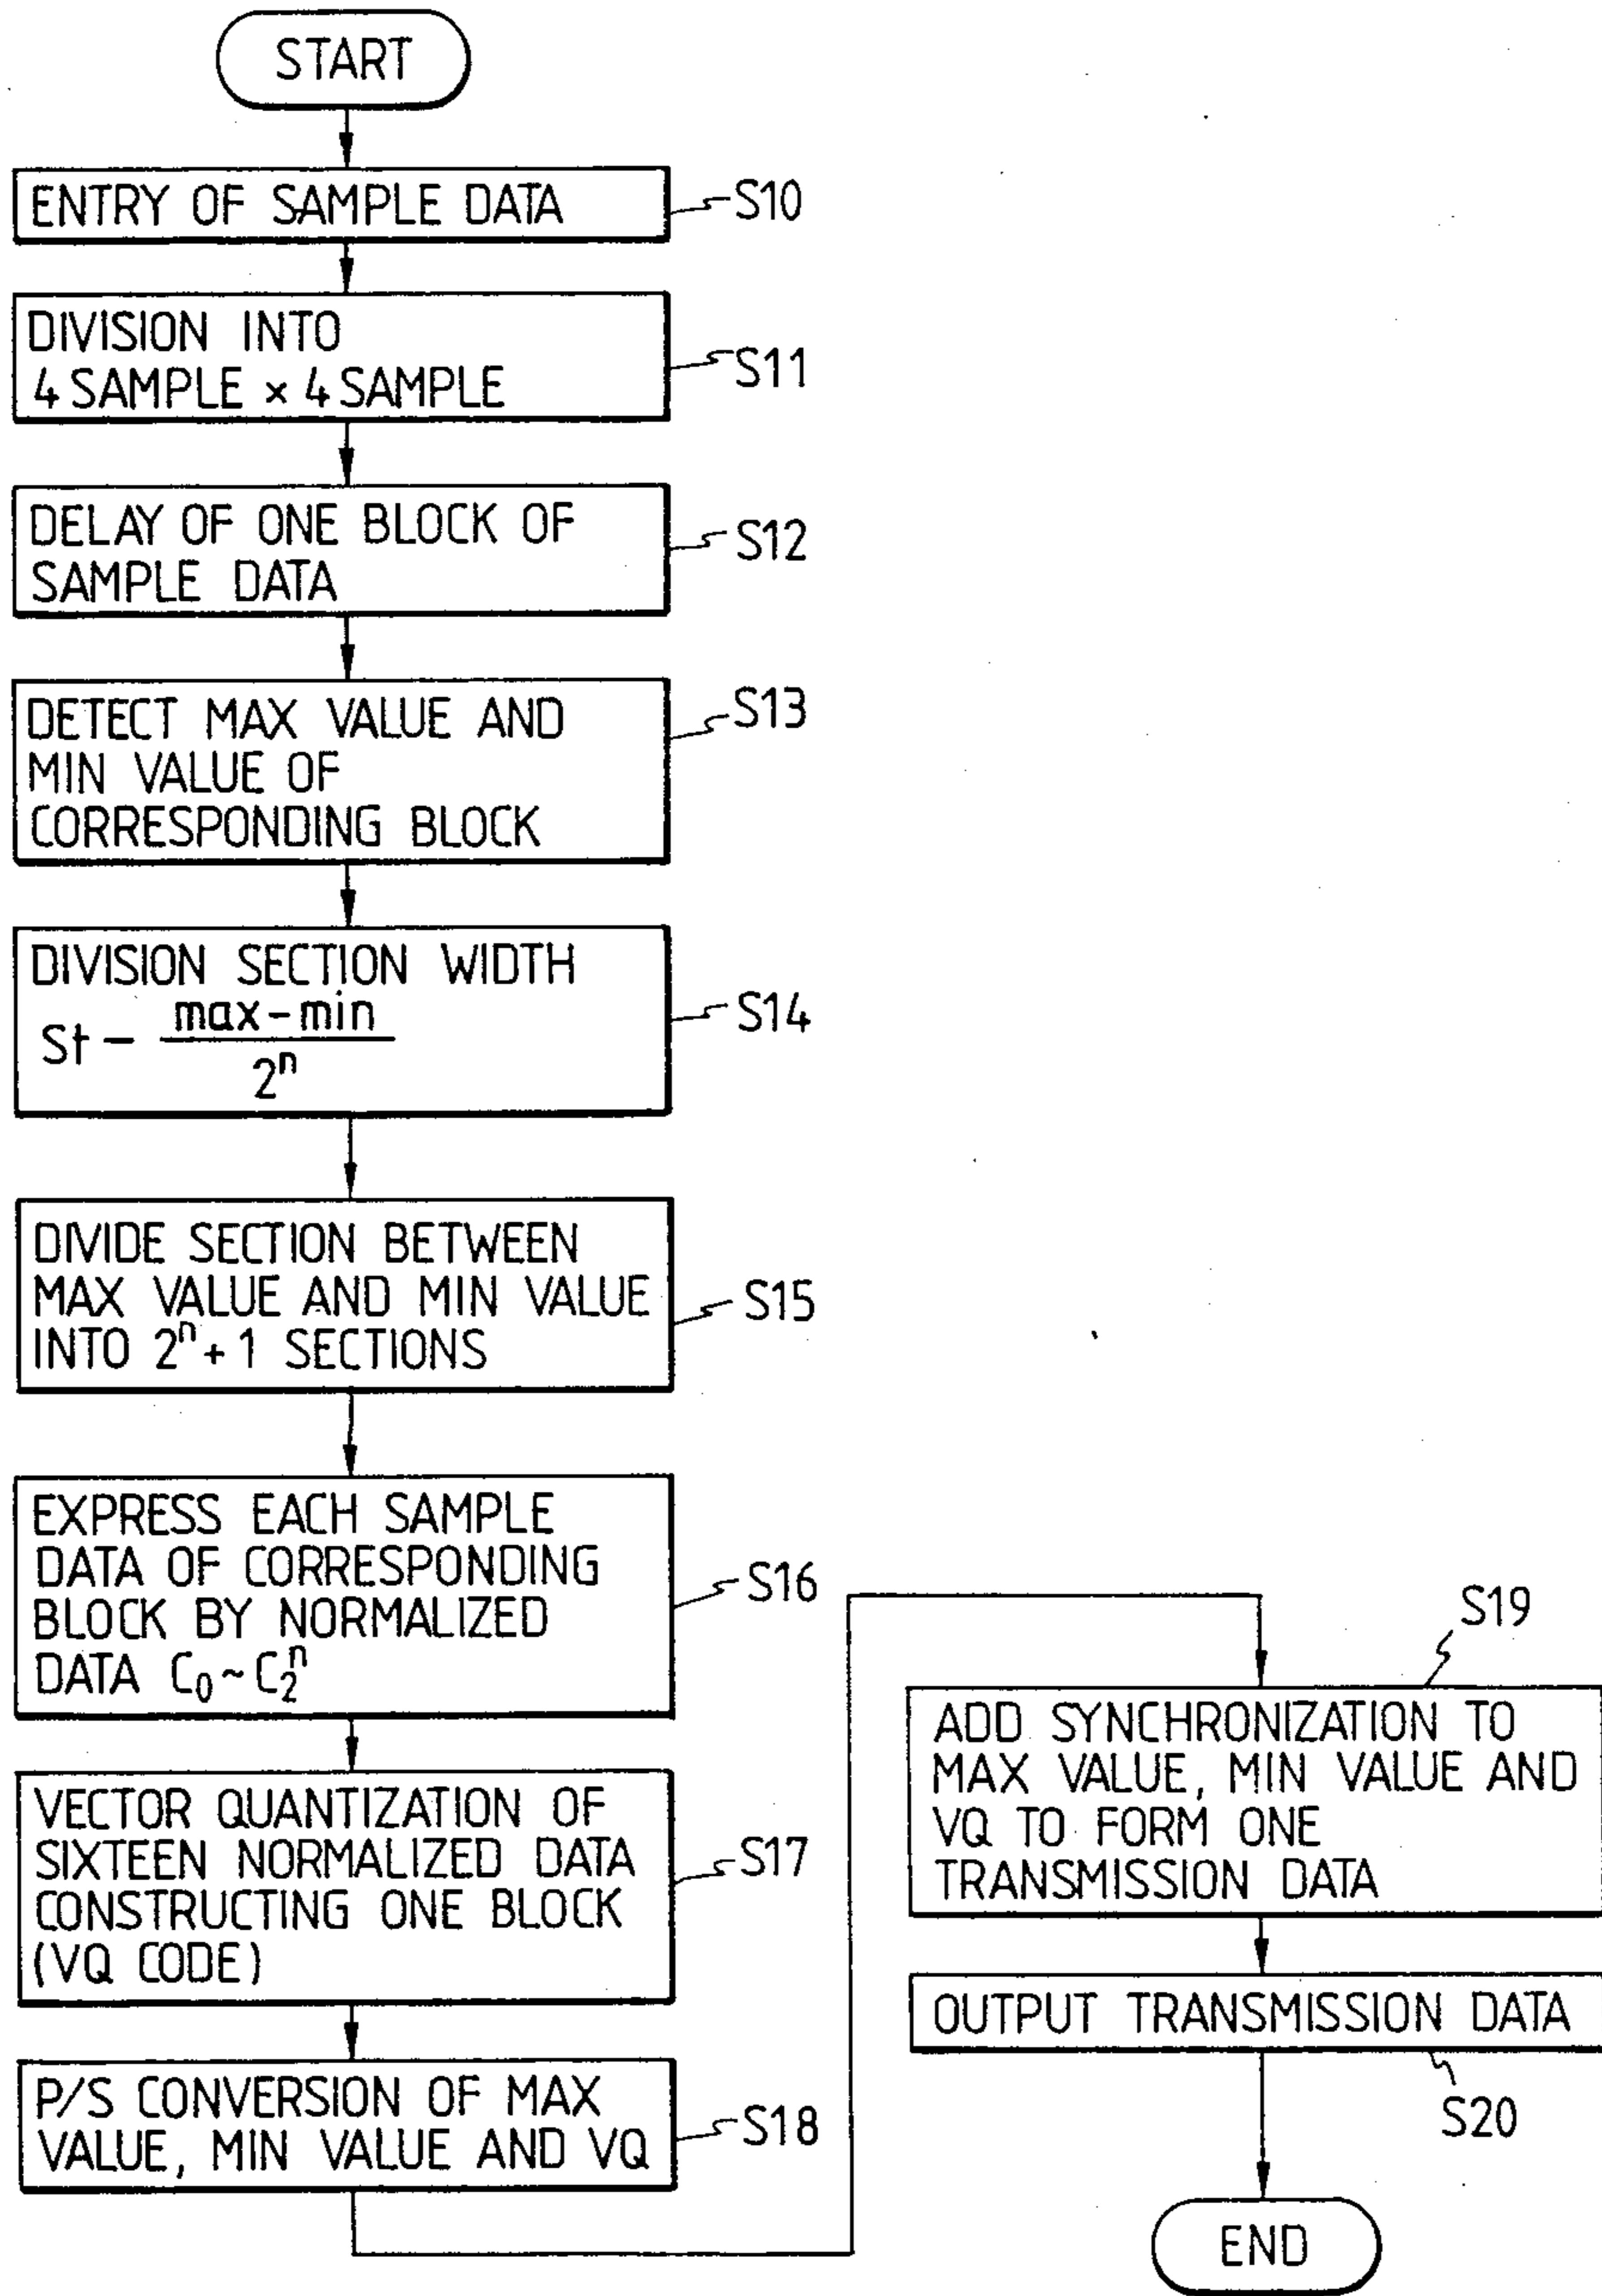 START
ENTRY OF SAMPLE DATA
S10
DIVISION INTO
4 SAMPLE × 4 SAMPLE
S11
DELAY OF ONE BLOCK OF
SAMPLE DATA
S12
DETECT MAX VALUE AND
MIN VALUE OF
CORRESPONDING BLOCK
S13
DIVISION SECTION WIDTH
St — max-min
2ⁿ
S14
DIVIDE SECTION BETWEEN
MAX VALUE AND MIN VALUE
INTO 2ⁿ + 1 SECTIONS
S15
EXPRESS EACH SAMPLE
DATA OF CORRESPONDING
BLOCK BY NORMALIZED
DATA C₀ ~ C₂ⁿ
S16
VECTOR QUANTIZATION OF
SIXTEEN NORMALIZED DATA
CONSTRUCTING ONE BLOCK
(VQ CODE)
S17
P/S CONVERSION OF MAX
VALUE, MIN VALUE AND VQ
S18
S19
ADD SYNCHRONIZATION TO
MAX VALUE, MIN VALUE AND
VQ TO FORM ONE
TRANSMISSION DATA
OUTPUT TRANSMISSION DATA
S20
END